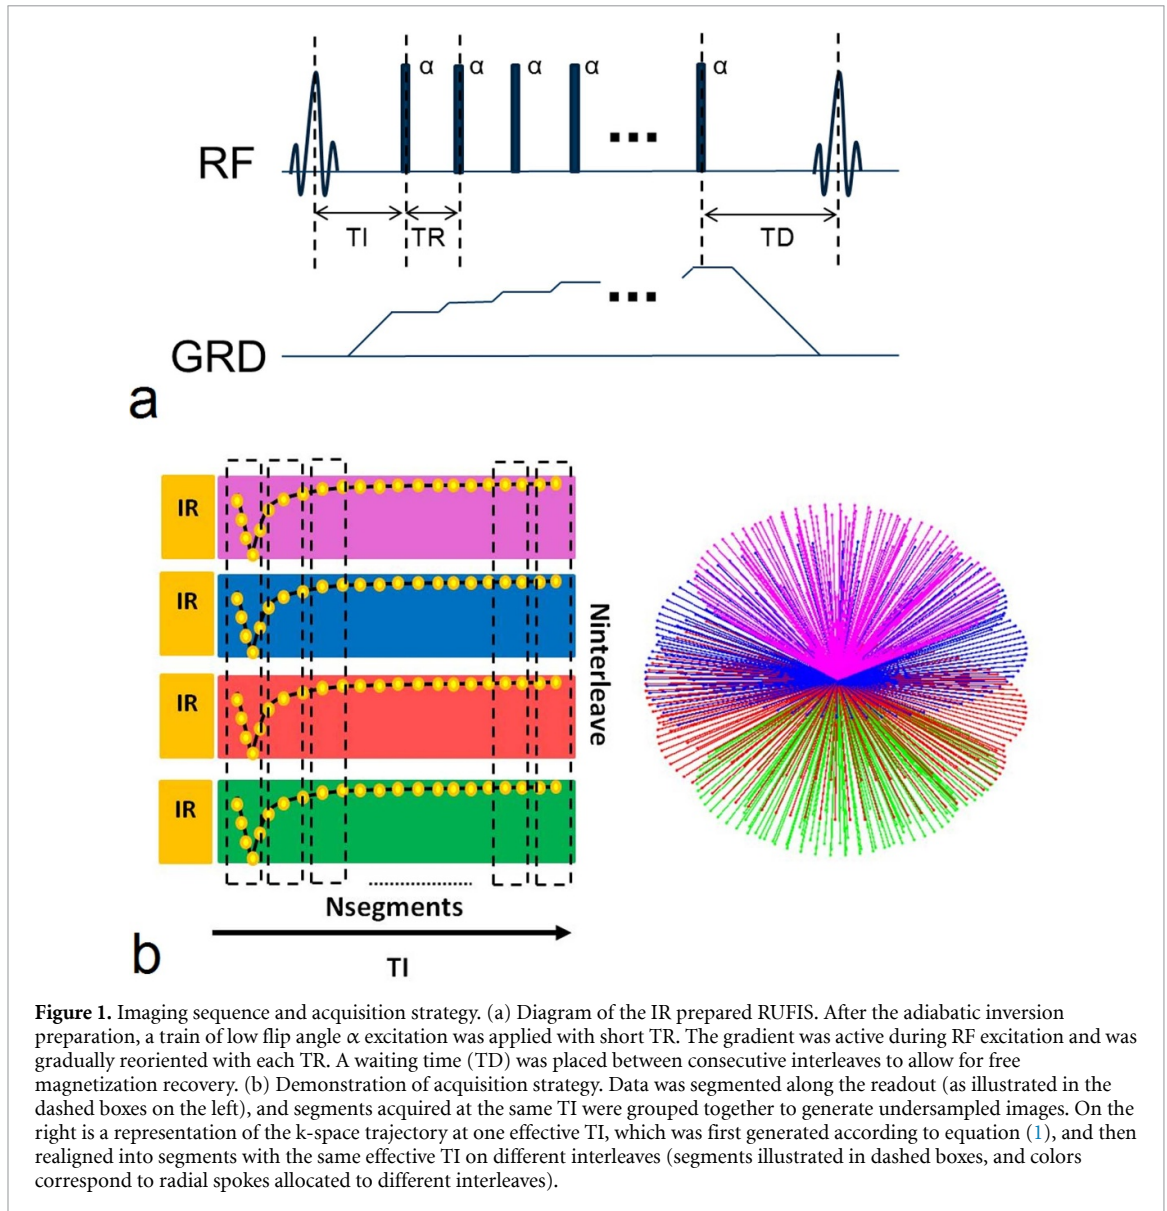 α α α α α
RF
TI TR TD
GRD
a
IR
IR
IR
IR
Ninterleave
Nsegments
TI
b
Figure 1. Imaging sequence and acquisition strategy. (a) Diagram of the IR prepared RUFIS. After the adiabatic inversion
preparation, a train of low flip angle α excitation was applied with short TR. The gradient was active during RF excitation and was
gradually reoriented with each TR. A waiting time (TD) was placed between consecutive interleaves to allow for free
magnetization recovery. (b) Demonstration of acquisition strategy. Data was segmented along the readout (as illustrated in the
dashed boxes on the left), and segments acquired at the same TI were grouped together to generate undersampled images. On the
right is a representation of the k-space trajectory at one effective TI, which was first generated according to equation (1), and then
realigned into segments with the same effective TI on different interleaves (segments illustrated in dashed boxes, and colors
correspond to radial spokes allocated to different interleaves).